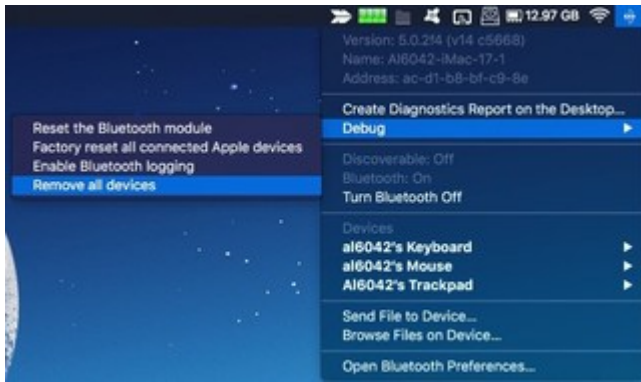 12.97 GB
Version: 5.0.2f4 (v14 c5668)
Name: Al6042-iMac-17-1
Address: ac-d1-b8-bf-c9-8e
Create Diagnostics Report on the Desktop...
Debug
Reset the Bluetooth module
Factory reset all connected Apple devices
Enable Bluetooth logging
Remove all devices
Discoverable: Off
Bluetooth: On
Turn Bluetooth Off
Devices
al6042's Keyboard
al6042's Mouse
Al6042's Trackpad
Send File to Device...
Browse Files on Device...
Open Bluetooth Preferences...